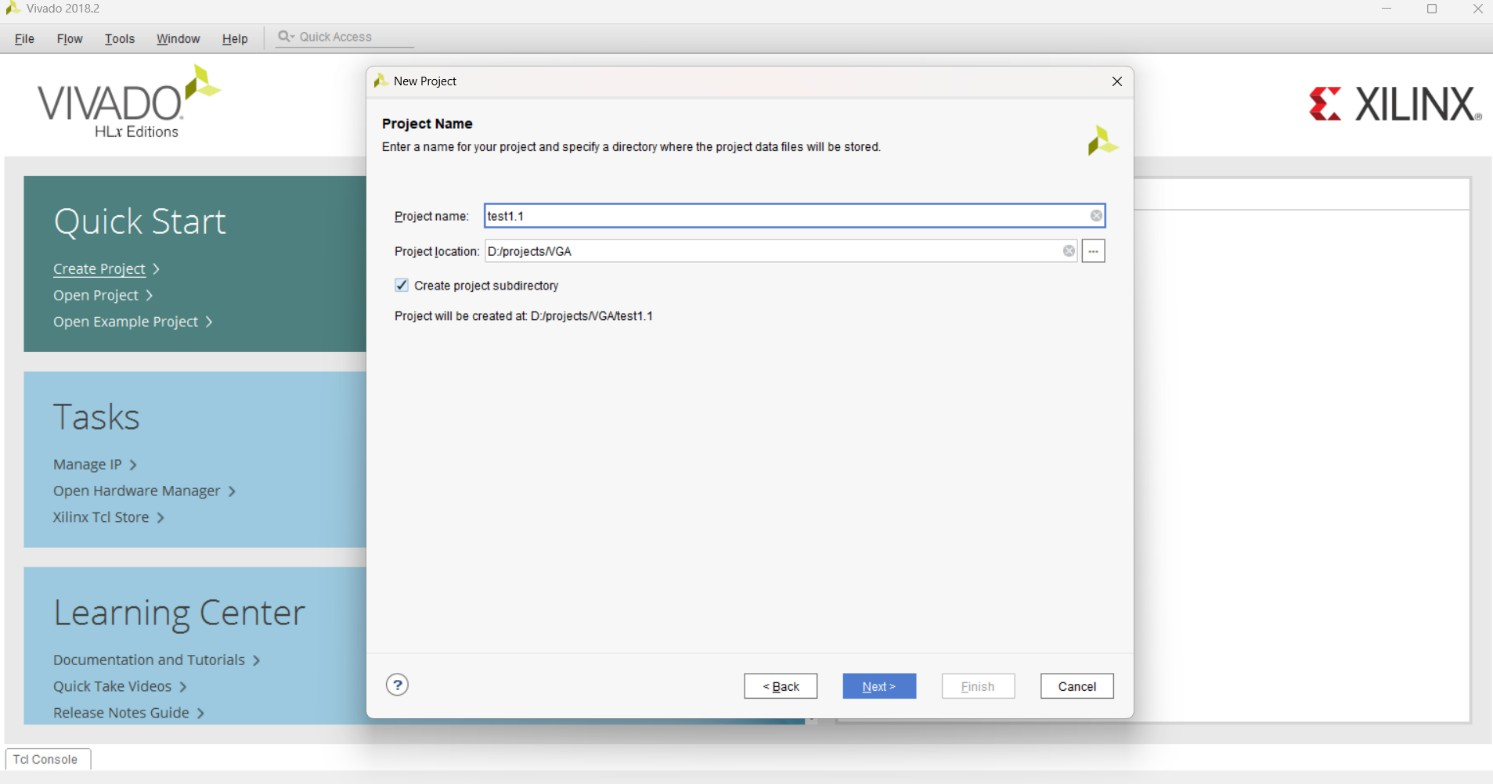 Vivado 2018.2
File Flow Tools Window Help Quick Access
VIVADO.
HLx Editions
XILINX®
Quick Start
Create Project >
Open Project >
Open Example Project >
Tasks
Manage IP >
Open Hardware Manager >
Xilinx Tcl Store >
Learning Center
Documentation and Tutorials >
Quick Take Videos >
Release Notes Guide >
New Project
Project Name
Enter a name for your project and specify a directory where the project data files will be stored.
Project name: test1.1
Project location: D:/projects/VGA ...
Create project subdirectory
Project will be created at: D:/projects/VGA/test1.1
? < Back Next > Finish Cancel
Tcl Console